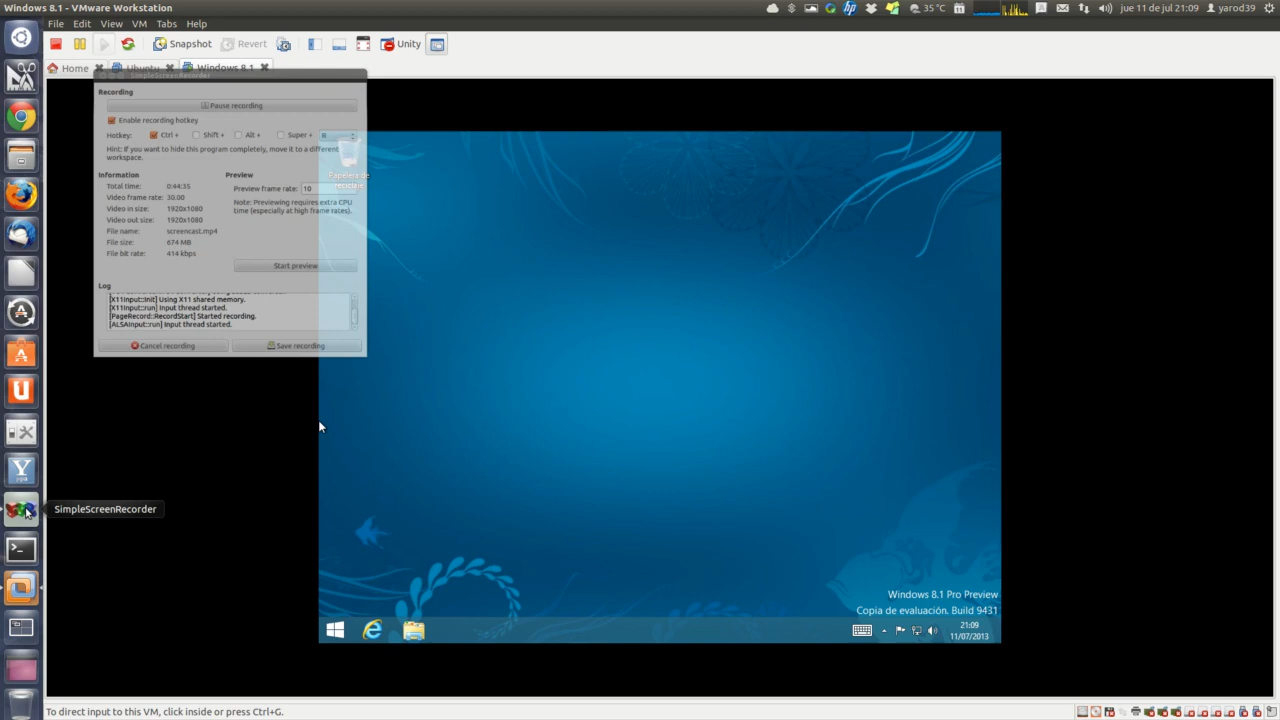 Windows 8.1 - VMware Workstation
35 °C
jue 11 de jul 21:09
yarod39
File Edit View VM Tabs Help
Snapshot
Revert
Unity
Home
Ubuntu
Windows 8.1
SimpleScreenRecorder
Recording
Pause recording
Enable recording hotkey
Hotkey: Ctrl + Shift + Alt + Super + R
Hint: If you want to hide this program completely, move it to a different
workspace.
Information
Total time: 0:44:35
Video frame rate: 30.00
Video in size: 1920x1080
Video out size: 1920x1080
File name: screencast.mp4
File size: 674 MB
File bit rate: 414 kbps
Preview
Preview frame rate: 10
Note: Previewing requires extra CPU
time (especially at high frame rates).
Start preview
Log
[X11Input::Init] Using X11 shared memory.
[X11Input::run] Input thread started.
[PageRecord::RecordStart] Started recording.
[ALSAInput::run] Input thread started.
Cancel recording
Save recording
Papelera de
reciclaje
SimpleScreenRecorder
Windows 8.1 Pro Preview
Copia de evaluación. Build 9431
21:09
11/07/2013
To direct input to this VM, click inside or press Ctrl+G.